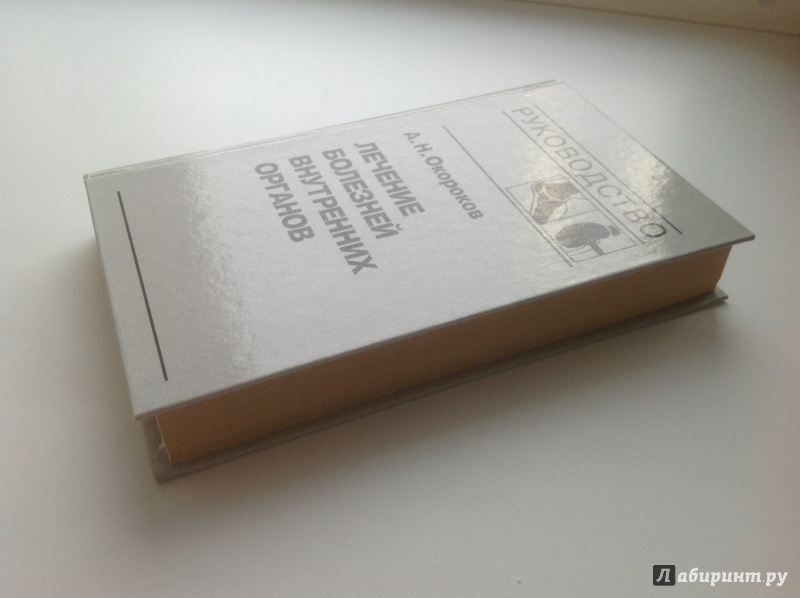 РУКОВОДСТВО
А.Н.Окороков
ЛЕЧЕНИЕ
БОЛЕЗНЕЙ
ВНУТРЕННИХ
ОРГАНОВ
Лабиринт.ру